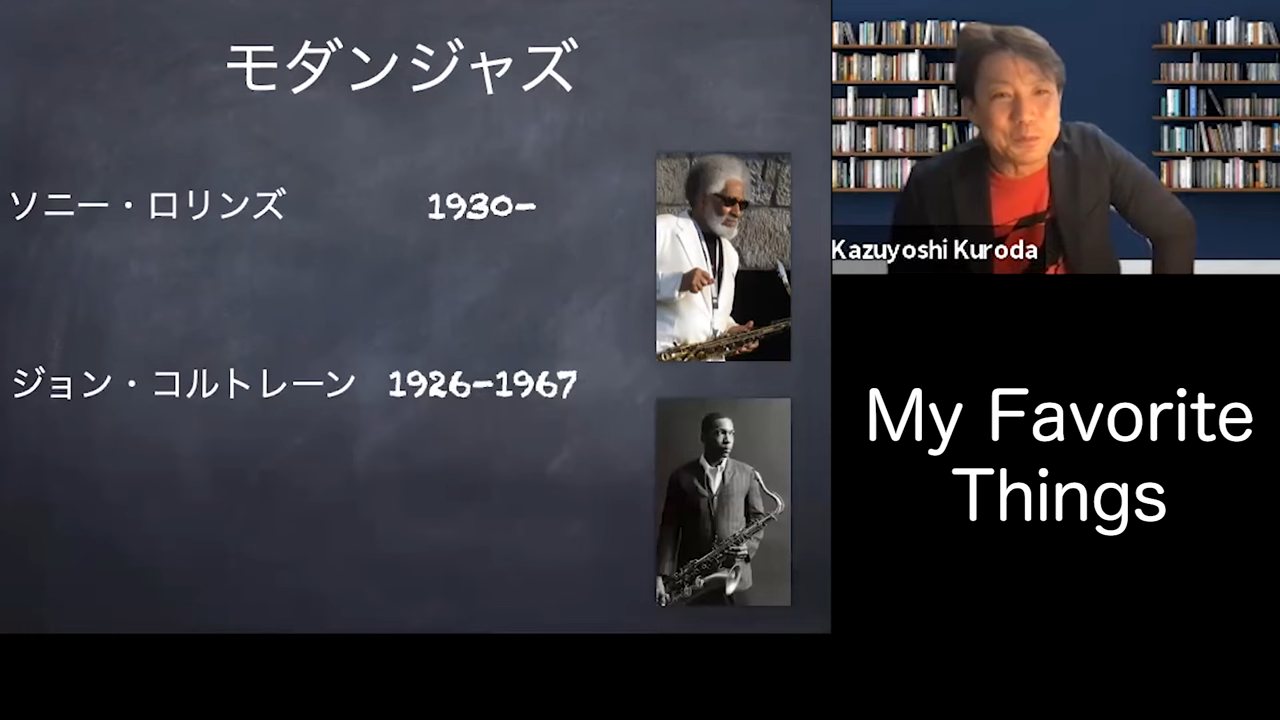 モダンジャズ
ソニー・ロリンズ 1930-
ジョン・コルトレーン 1926-1967
Kazuyoshi Kuroda
My Favorite
Things